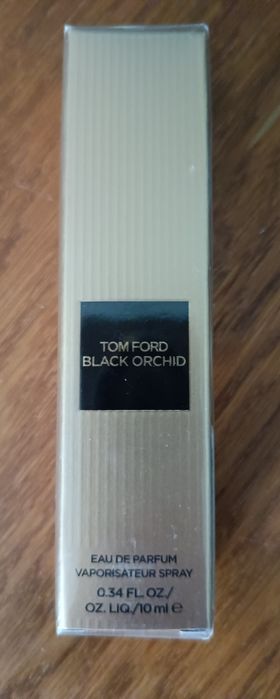 TOM FORD
BLACK ORCHID
EAU DE PARFUM
VAPORISATEUR SPRAY
0.34 FL. OZ./
OZ. LIQ./10 ml ℮